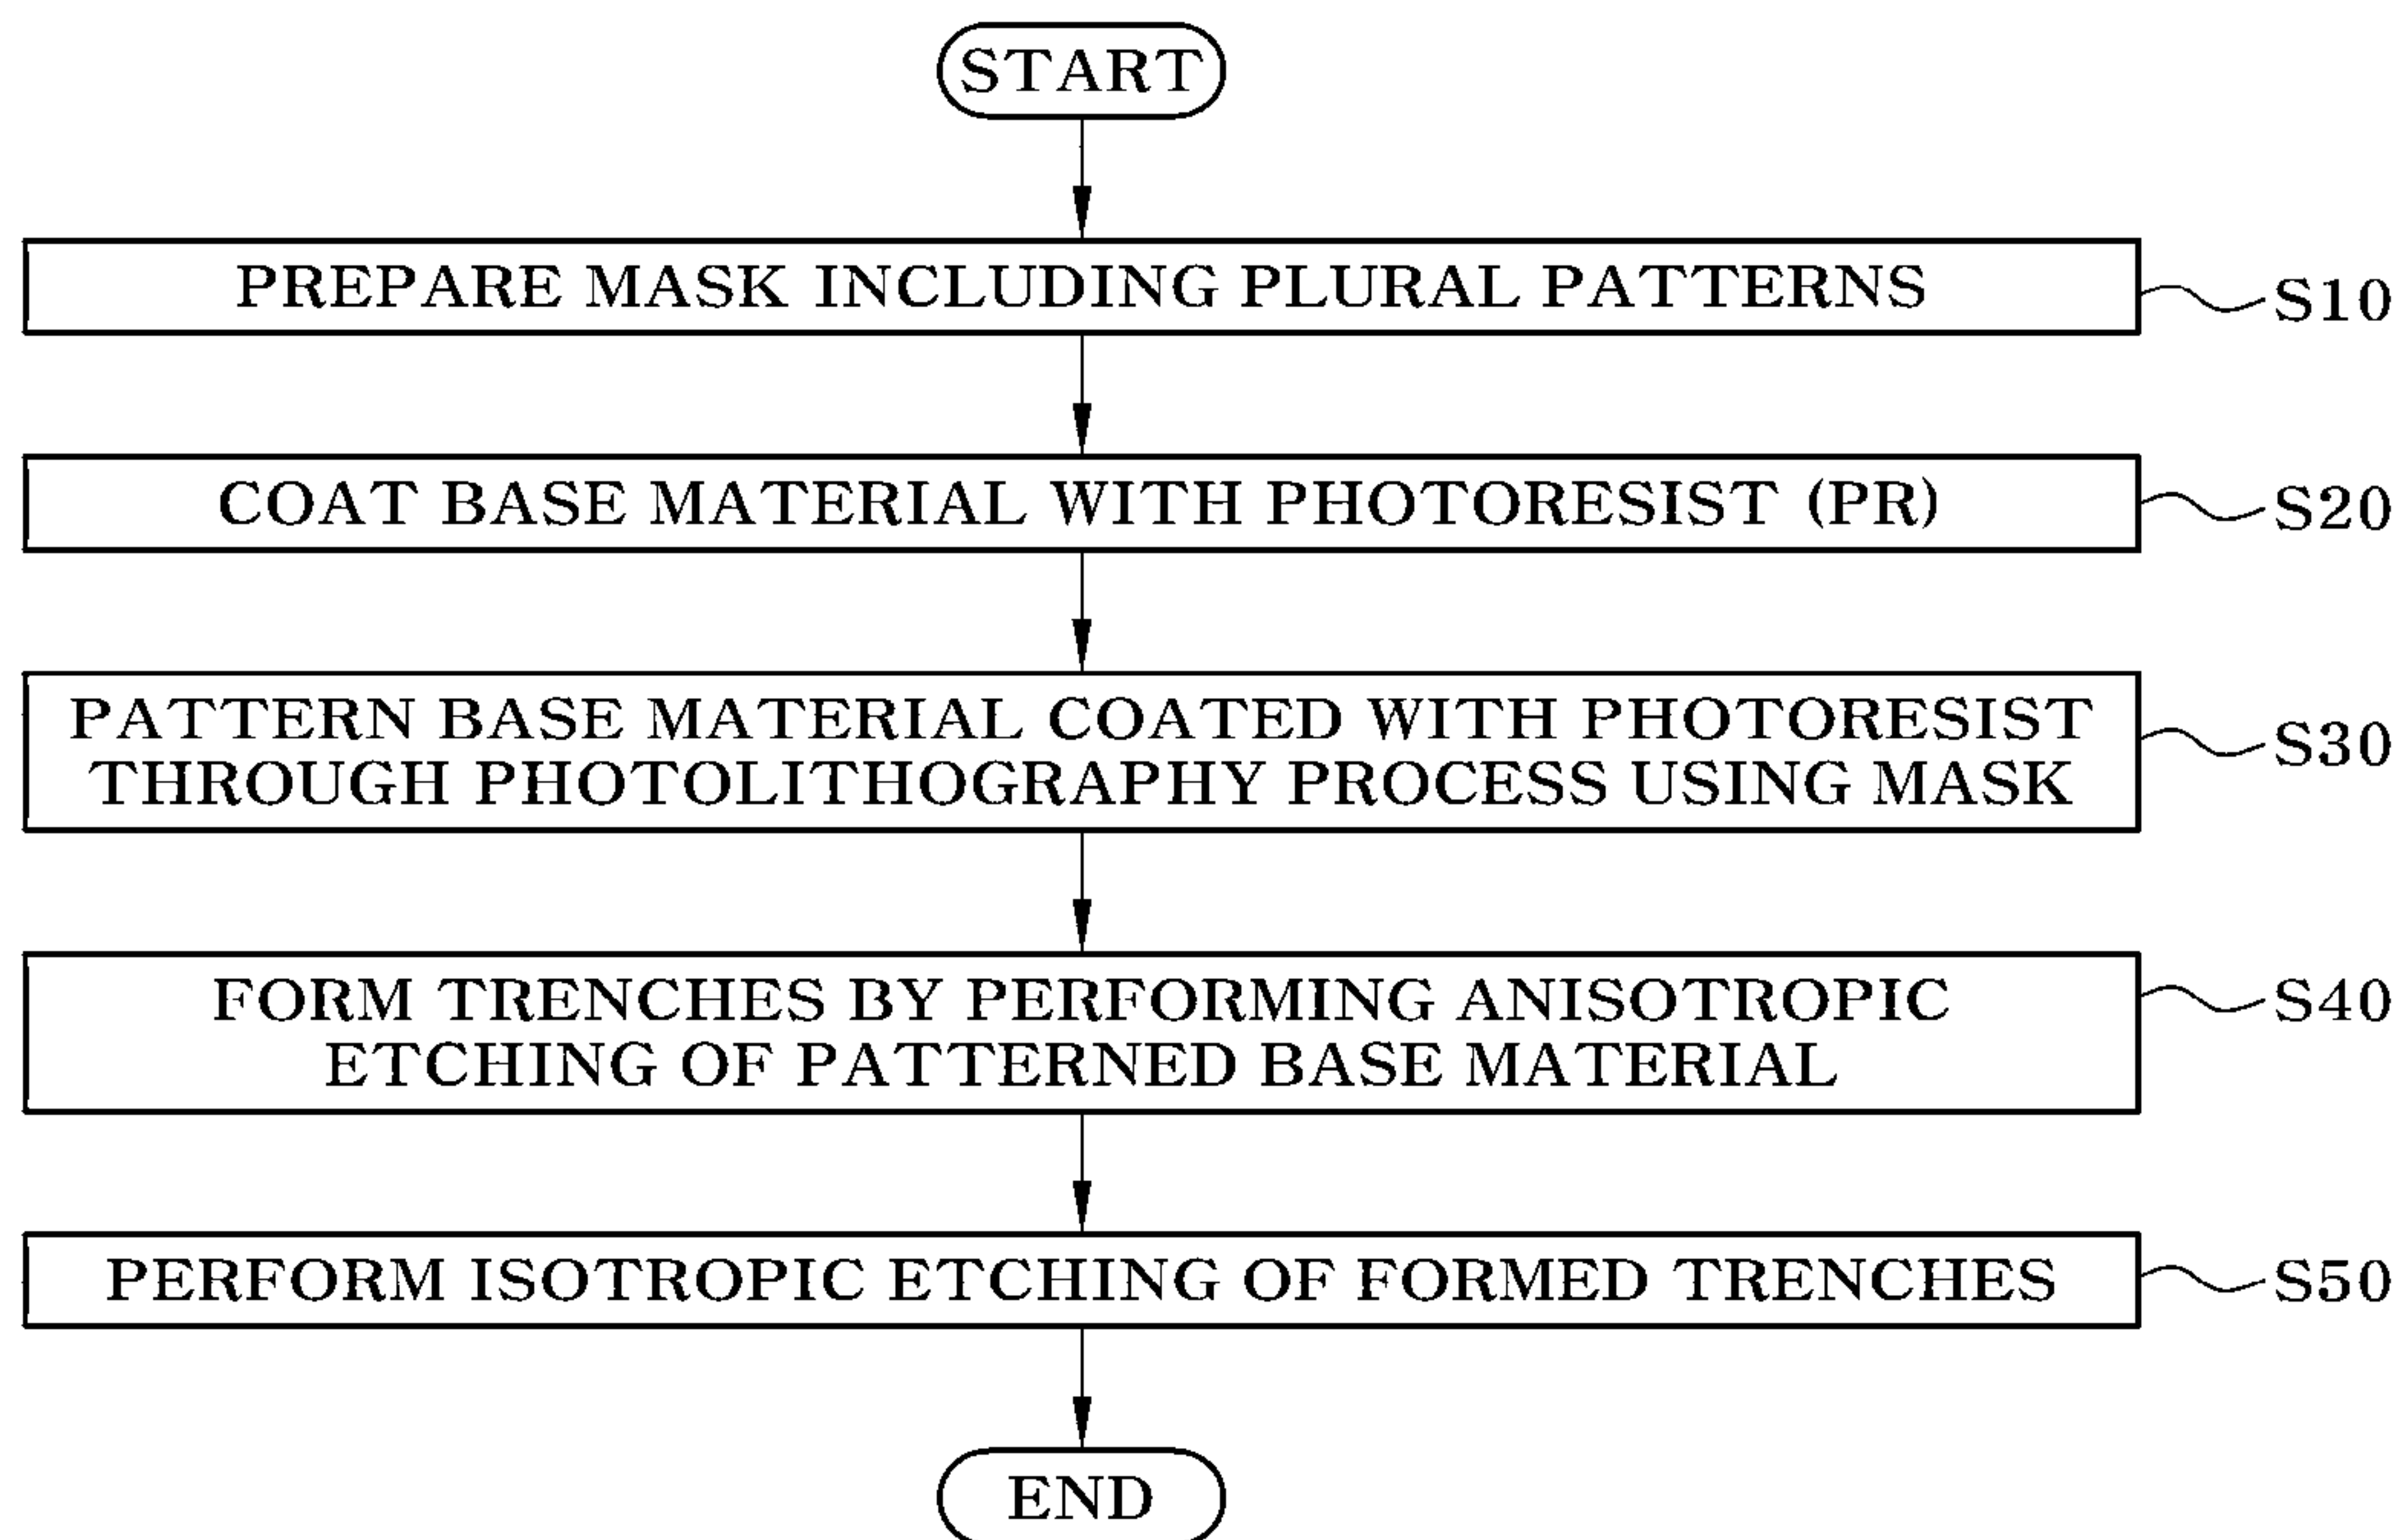 START
PREPARE MASK INCLUDING PLURAL PATTERNS
S10
COAT BASE MATERIAL WITH PHOTORESIST (PR)
S20
PATTERN BASE MATERIAL COATED WITH PHOTORESIST
THROUGH PHOTOLITHOGRAPHY PROCESS USING MASK
S30
FORM TRENCHES BY PERFORMING ANISOTROPIC
ETCHING OF PATTERNED BASE MATERIAL
S40
PERFORM ISOTROPIC ETCHING OF FORMED TRENCHES
S50
END